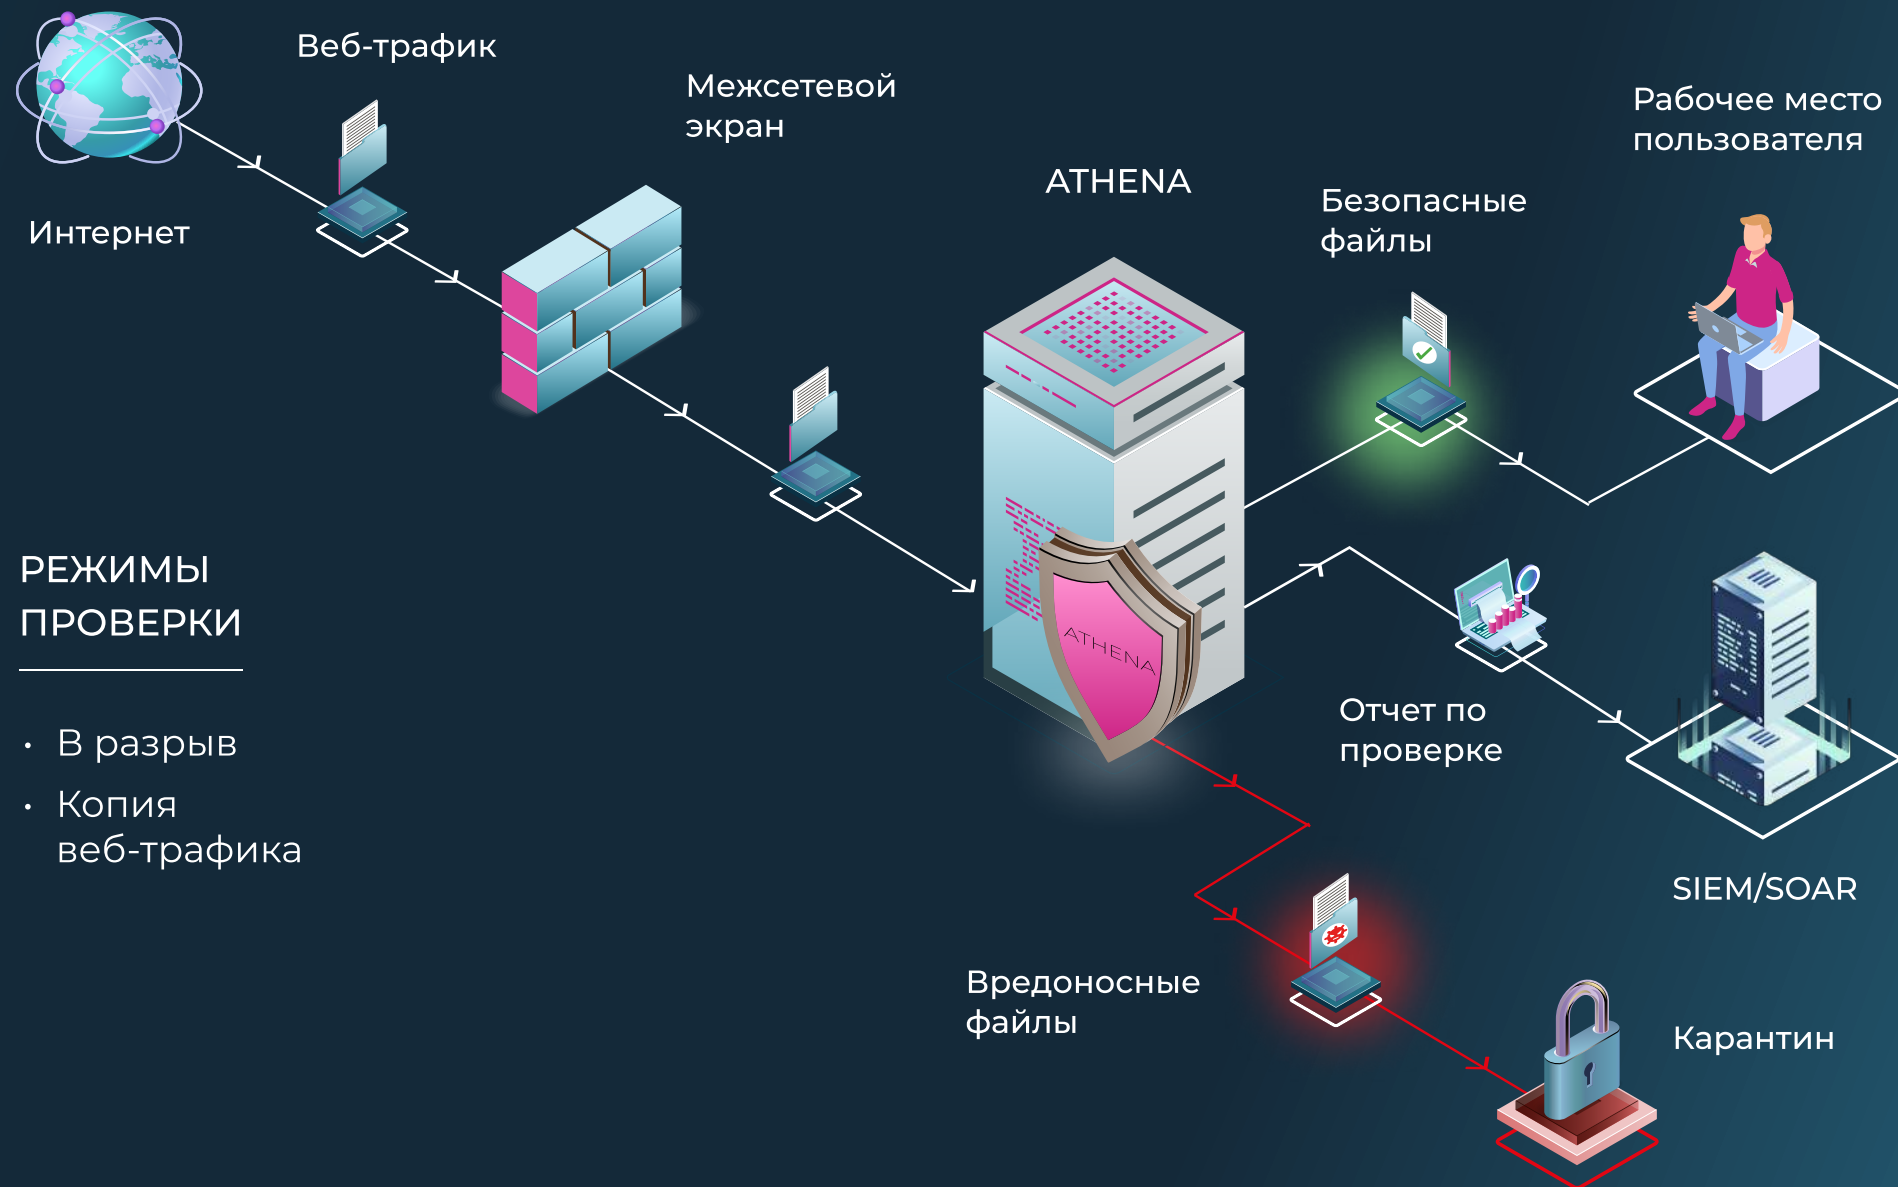 Веб-трафик
Межсетевой
экран
Рабочее место
пользователя
ATHENA
Безопасные
файлы
Интернет
РЕЖИМЫ
ПРОВЕРКИ
• В разрыв
• Копия
веб-трафика
ATHENA
Отчет по
проверке
SIEM/SOAR
Вредоносные
файлы
Карантин